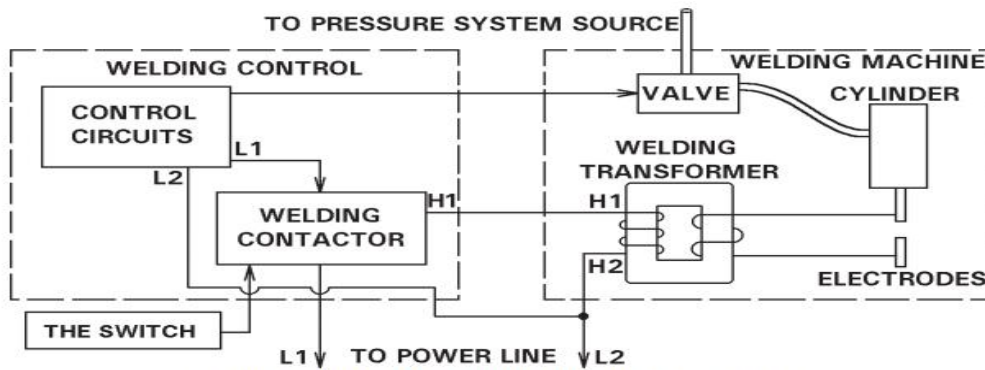 TO PRESSURE SYSTEM SOURCE
WELDING CONTROL
WELDING MACHINE
CONTROL
CIRCUITS
VALVE
CYLINDER
L1
L2
WELDING
TRANSFORMER
WELDING
CONTACTOR
H1
H1
H2
ELECTRODES
THE SWITCH
L1
TO POWER LINE
L2